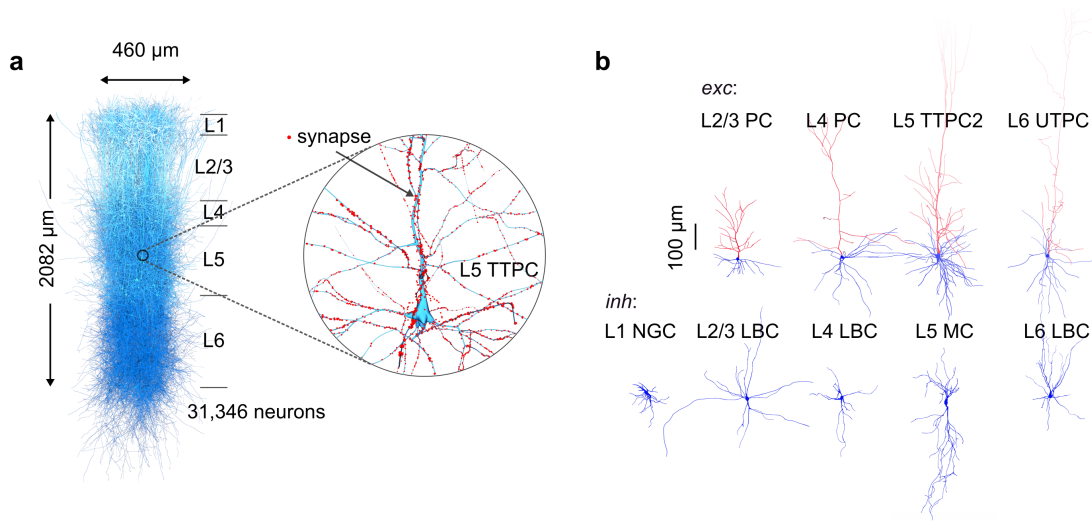 a
460 µm
2082 µm
L1
L2/3
L4
L5
L6
31,346 neurons
synapse
L5 TTPC
b
exc:
L2/3 PC
L4 PC
L5 TTPC2
L6 UTPC
100 µm
inh:
L1 NGC
L2/3 LBC
L4 LBC
L5 MC
L6 LBC